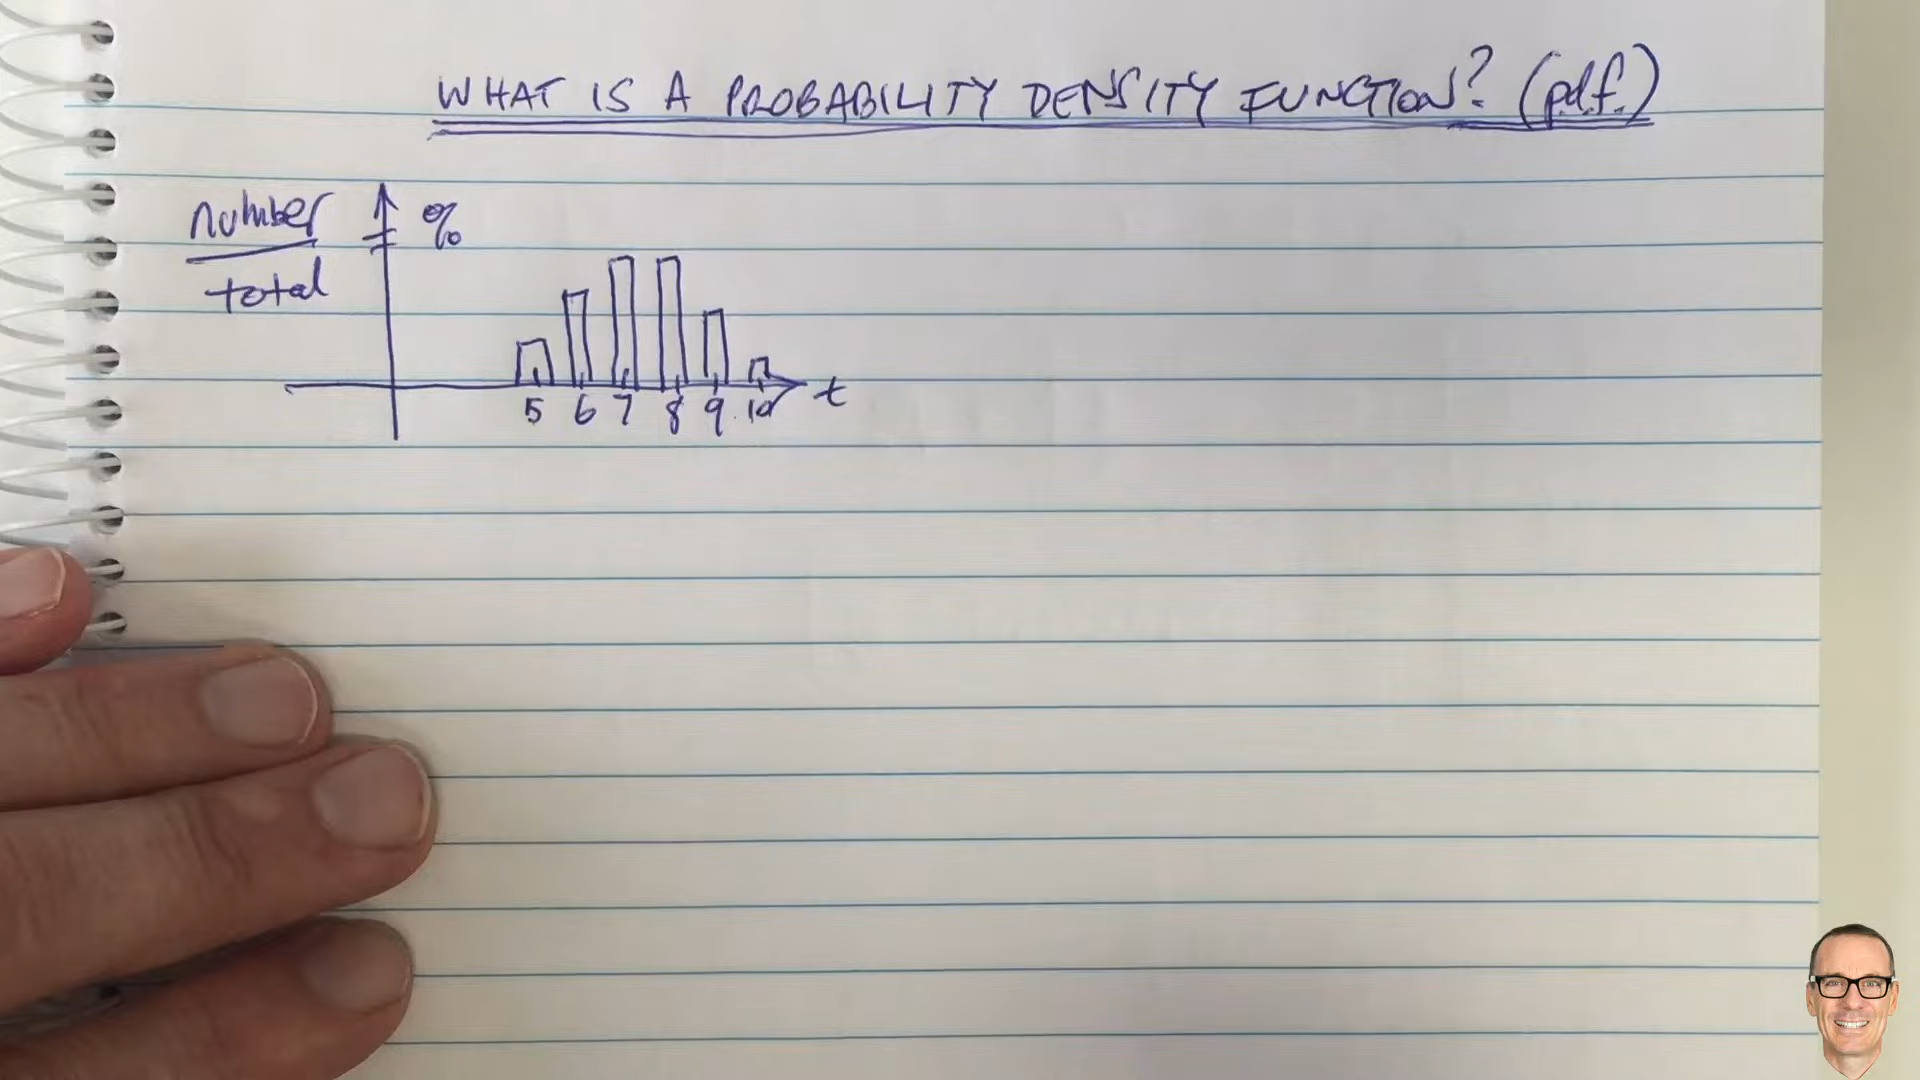 WHAT IS A PROBABILITY DENSITY FUNCTION? (p.d.f.)
number
total
%
5 6 7 8 9 10 t